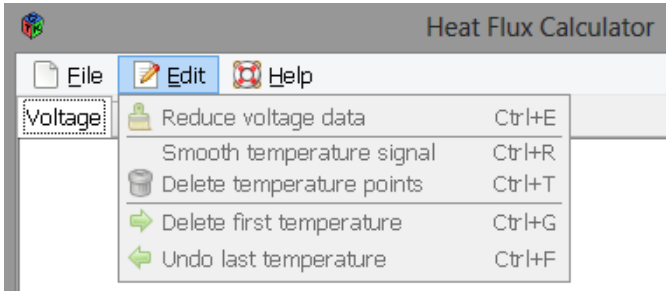 Heat Flux Calculator
File Edit Help
Voltage
Reduce voltage data Ctrl+E
Smooth temperature signal Ctrl+R
Delete temperature points Ctrl+T
Delete first temperature Ctrl+G
Undo last temperature Ctrl+F